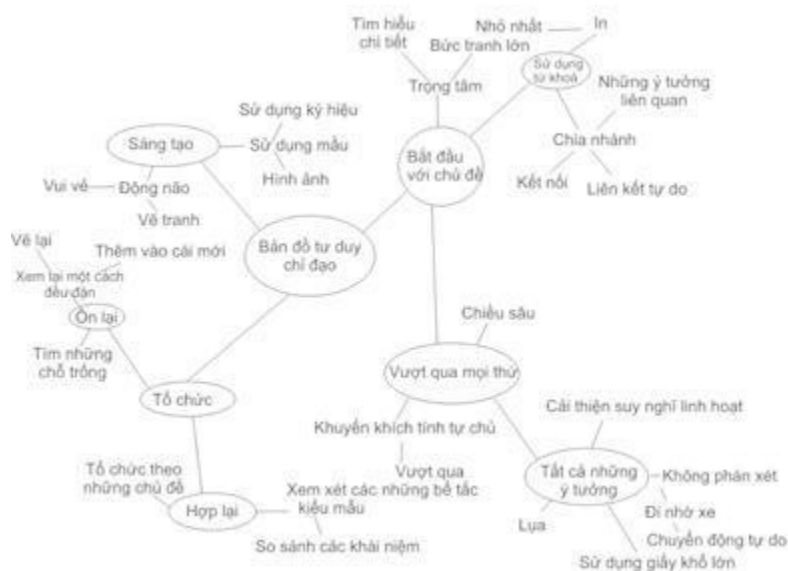 Tìm hiểu
chi tiết
Nhỏ nhất
In
Bức tranh lớn
Sử dụng
từ khoá
Trọng tâm
Những ý tưởng
liên quan
Sử dụng ký hiệu
Sáng tạo
Sử dụng mẫu
Hình ảnh
Bắt đầu
với chủ đề
Chia nhánh
Kết nối
Liên kết tự do
Vui vẻ
Động não
Vẽ tranh
Bản đồ tư duy
chỉ đạo
Vẽ lại
Thêm vào cái mới
Xem lại một cách
đều đặn
Ôn lại
Tìm những
chỗ trống
Chiều sâu
Vượt qua mọi thứ
Tổ chức
Cải thiện suy nghĩ linh hoạt
Khuyến khích tính tự chủ
Tổ chức theo
những chủ đề
Vượt qua
những bế tắc
Xem xét các
kiểu mẫu
Tất cả những
ý tưởng
Không phán xét
Hợp lại
Lụa
Đi nhờ xe
So sánh các khái niệm
Chuyển động tự do
Sử dụng giấy khổ lớn